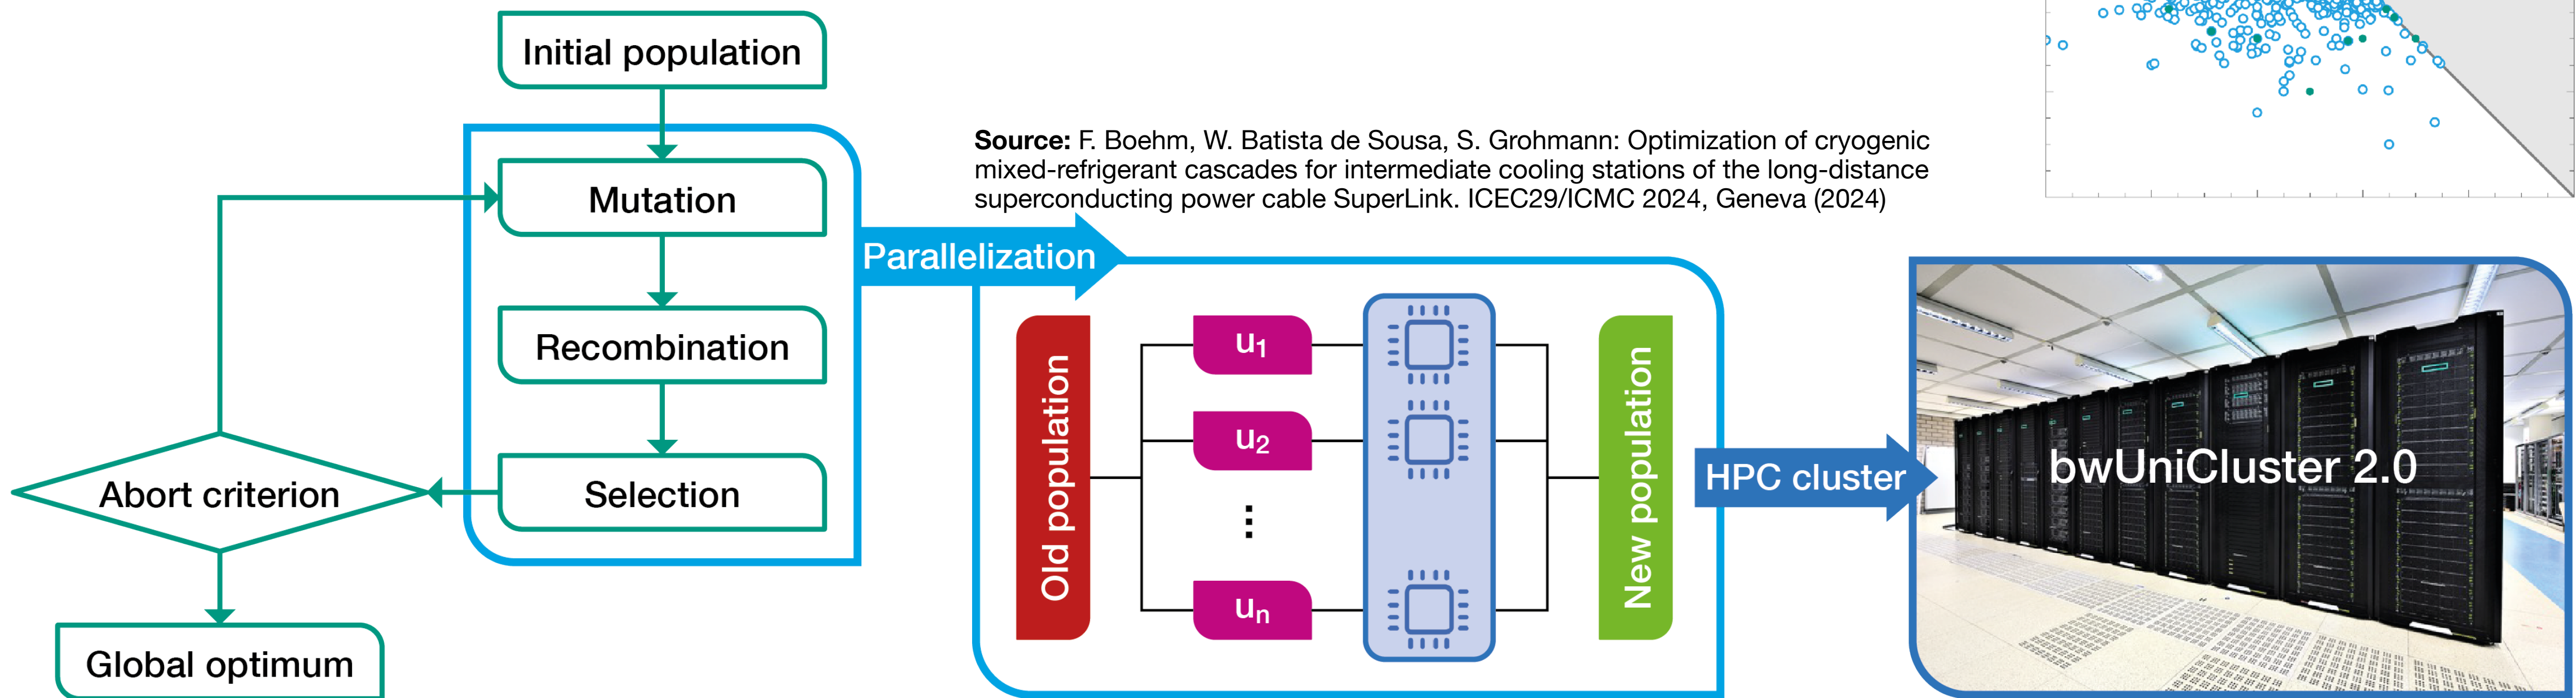 Initial population
Mutation
Recombination
Selection
Abort criterion
Global optimum
Source: F. Boehm, W. Batista de Sousa, S. Grohmann: Optimization of cryogenic
mixed-refrigerant cascades for intermediate cooling stations of the long-distance
superconducting power cable SuperLink. ICEC29/ICMC 2024, Geneva (2024)
Parallelization
Old population
u₁
u₂
⋮
uₙ
New population
HPC cluster
bwUniCluster 2.0